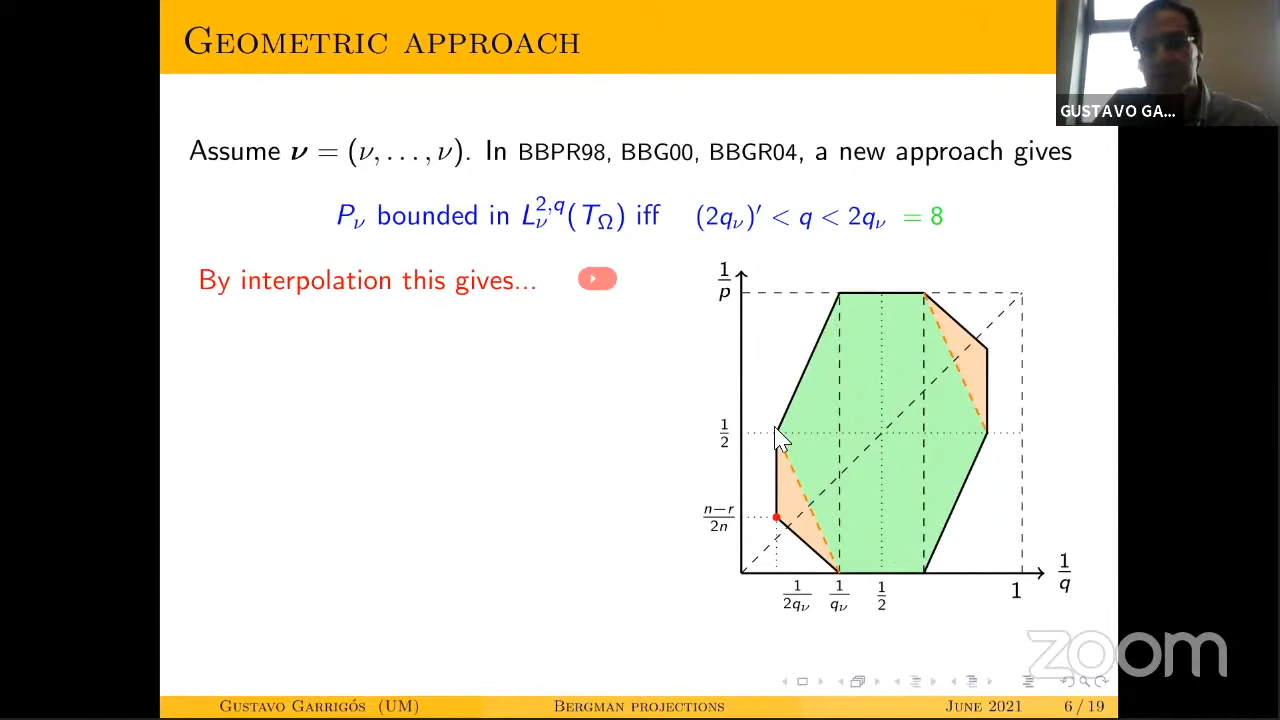 GEOMETRIC APPROACH
GUSTAVO GA...
Assume ν = (ν, . . . , ν). In BBPR98, BBG00, BBGR04, a new approach gives
P_ν bounded in L_ν^{2,q}(T_Ω) iff (2q_ν)′ < q < 2q_ν = 8
By interpolation this gives...
1/p
1/2
n−r/2n
1/2q_ν 1/q_ν 1/2 1 1/q
zoom
GUSTAVO GARRIGÓS (UM) BERGMAN PROJECTIONS JUNE 2021 6 / 19